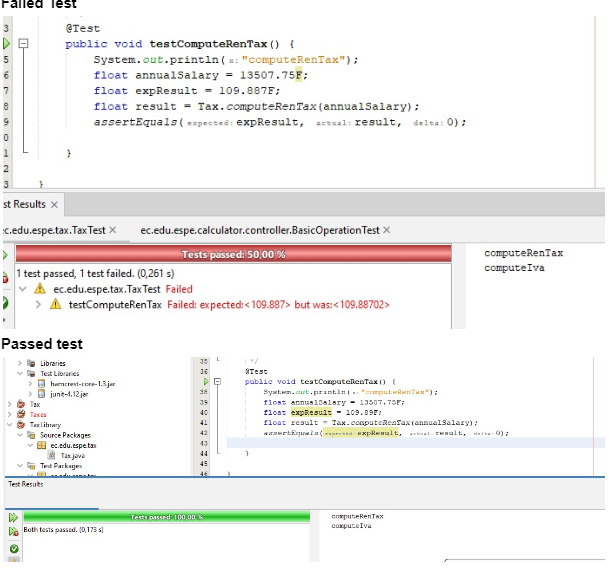 Failed Test
3 @Test
public void testComputeRenTax() {
5 System.out.println(x: "computeRenTax");
6 float annualSalary = 13507.75F;
7 float expResult = 109.887F;
8 float result = Tax.computeRenTax(annualSalary);
9 assertEquals(expected: expResult, actual: result, delta: 0);
0
1 }
2
3 }
st Results
ec.edu.espe.tax.TaxTest ec.edu.espe.calculator.controller.BasicOperationTest
Tests passed: 50,00 %
computeRenTax
computeIva
1 test passed, 1 test failed. (0,261 s)
ec.edu.espe.tax.TaxTest Failed
testComputeRenTax Failed: expected:<109.887> but was:<109.88702>
Passed test
Libraries
Test Libraries
hamcrest-core-1.3.jar
junit-4.12.jar
Tax
Taxes
TaxLibrary
Source Packages
ec.edu.espe.tax
Tax.java
Test Packages
35 */
36 @Test
public void testComputeRenTax() {
38 System.out.println(x: "computeRenTax");
39 float annualSalary = 13507.75F;
40 float expResult = 109.89F;
41 float result = Tax.computeRenTax(annualSalary);
42 assertEquals(expected: expResult, actual: result, delta: 0);
43
44 }
45
46 }
Test Results
Tests passed: 100,00 %
Both tests passed. (0,173 s)
computeRenTax
computeIva